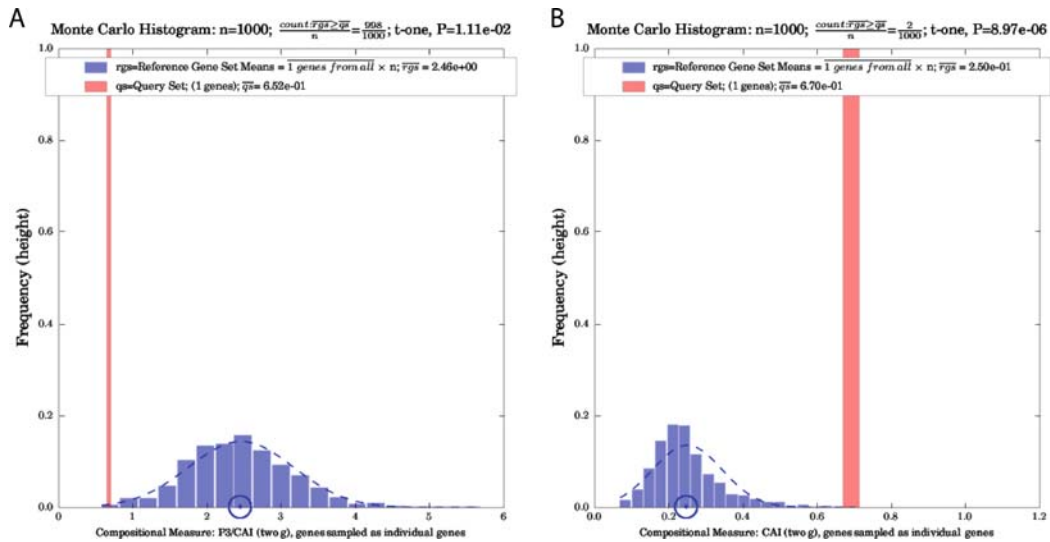 A
Monte Carlo Histogram: n=1000; count:rgs≥qs/n = 998/1000; t-one, P=1.11e-02
rgs=Reference Gene Set Means = 1 genes from all × n; rgs = 2.46e+00
qs=Query Set; (1 genes); qs= 6.52e-01
Frequency (height)
1.0
0.8
0.6
0.4
0.2
0.0
0 1 2 3 4 5 6
Compositional Measure: P3/CAI (two g), genes sampled as individual genes
B
Monte Carlo Histogram: n=1000; count:rgs≥qs/n = 2/1000; t-one, P=8.97e-06
rgs=Reference Gene Set Means = 1 genes from all × n; rgs = 2.50e-01
qs=Query Set; (1 genes); qs= 6.70e-01
Frequency (height)
1.0
0.8
0.6
0.4
0.2
0.0
0.0 0.2 0.4 0.6 0.8 1.0 1.2
Compositional Measure: CAI (two g), genes sampled as individual genes